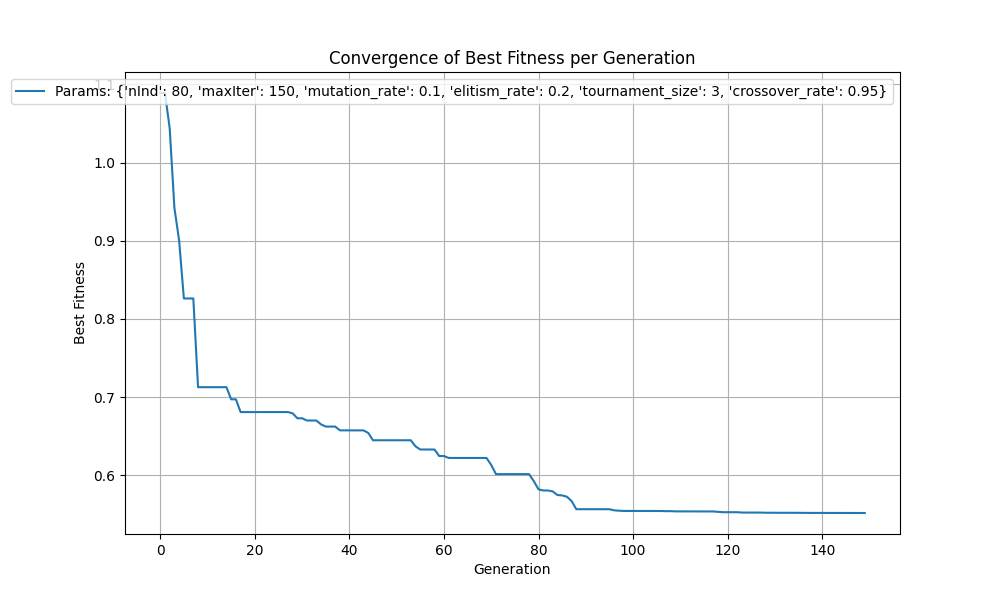 Convergence of Best Fitness per Generation
Params: {'nInd': 80, 'maxIter': 150, 'mutation_rate': 0.1, 'elitism_rate': 0.2, 'tournament_size': 3, 'crossover_rate': 0.95}
1.1
1.0
0.9
0.8
0.7
0.6
Best Fitness
0 20 40 60 80 100 120 140
Generation